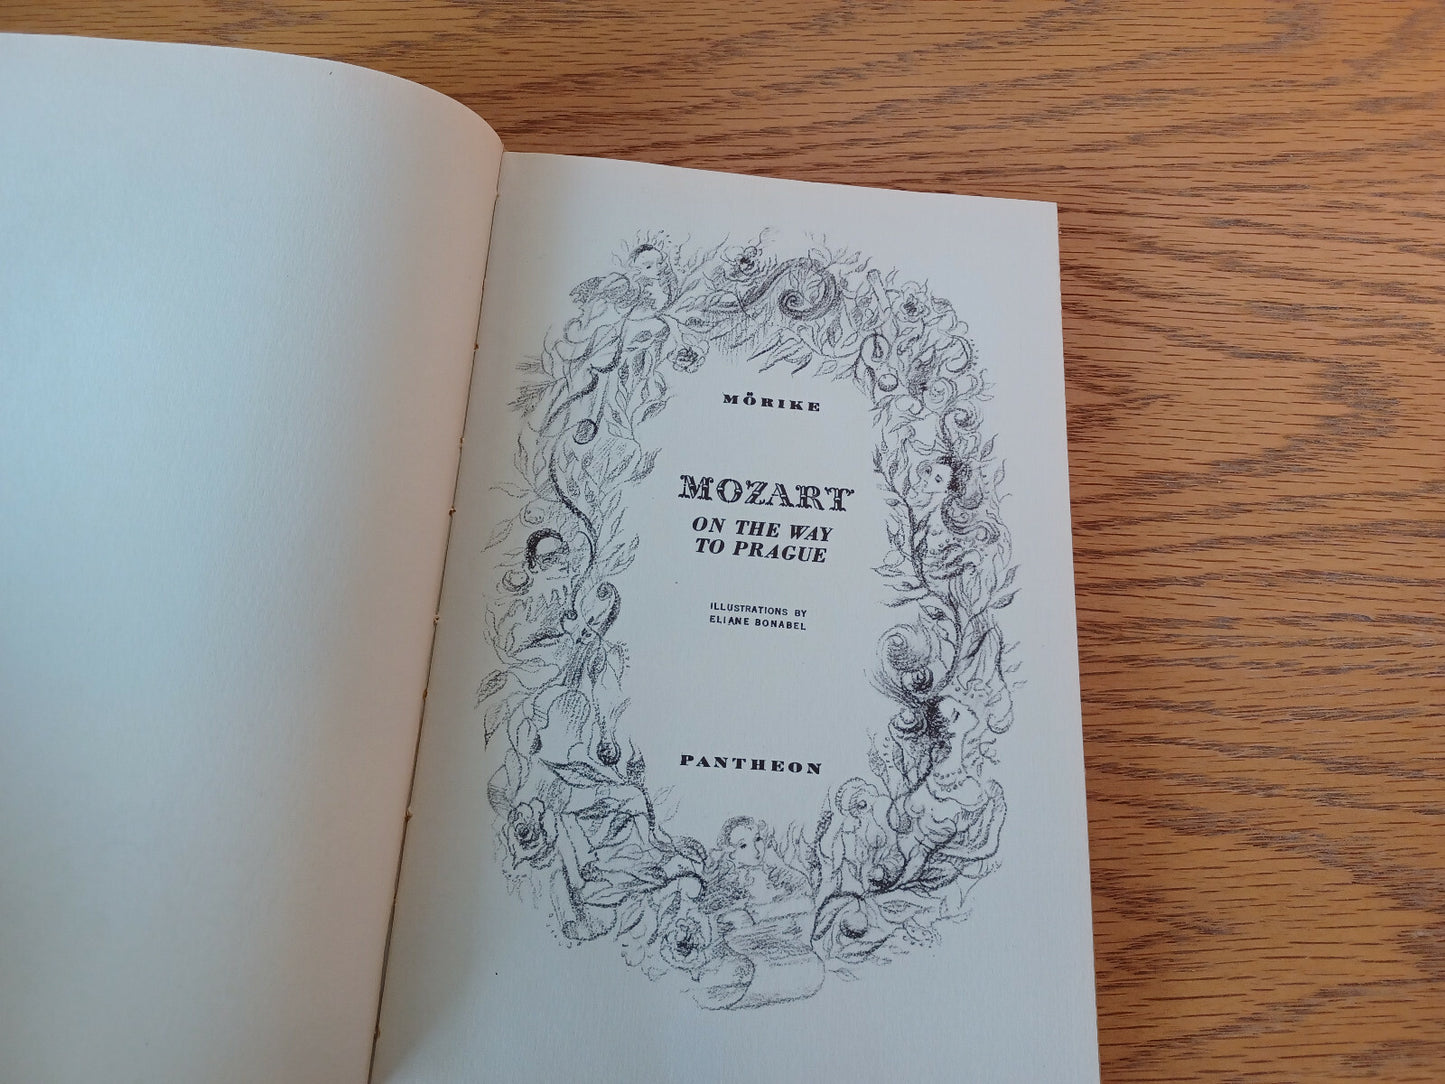 MÖRIKE
MOZART
ON THE WAY
TO PRAGUE
ILLUSTRATIONS BY
ELIANE BONABEL
PANTHEON